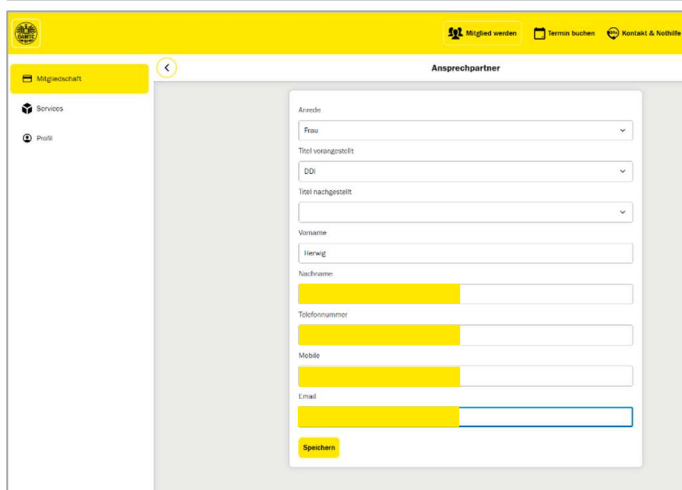 ÖAMTC
Mitglied werden
Termin buchen
Kontakt & Nothilfe
Mitgliedschaft
Services
Profil
Ansprechpartner
Anrede
Frau
Titel vorangestellt
DDI
Titel nachgestellt
Vorname
Herwig
Nachname
Telefonnummer
Mobile
Email
Speichern